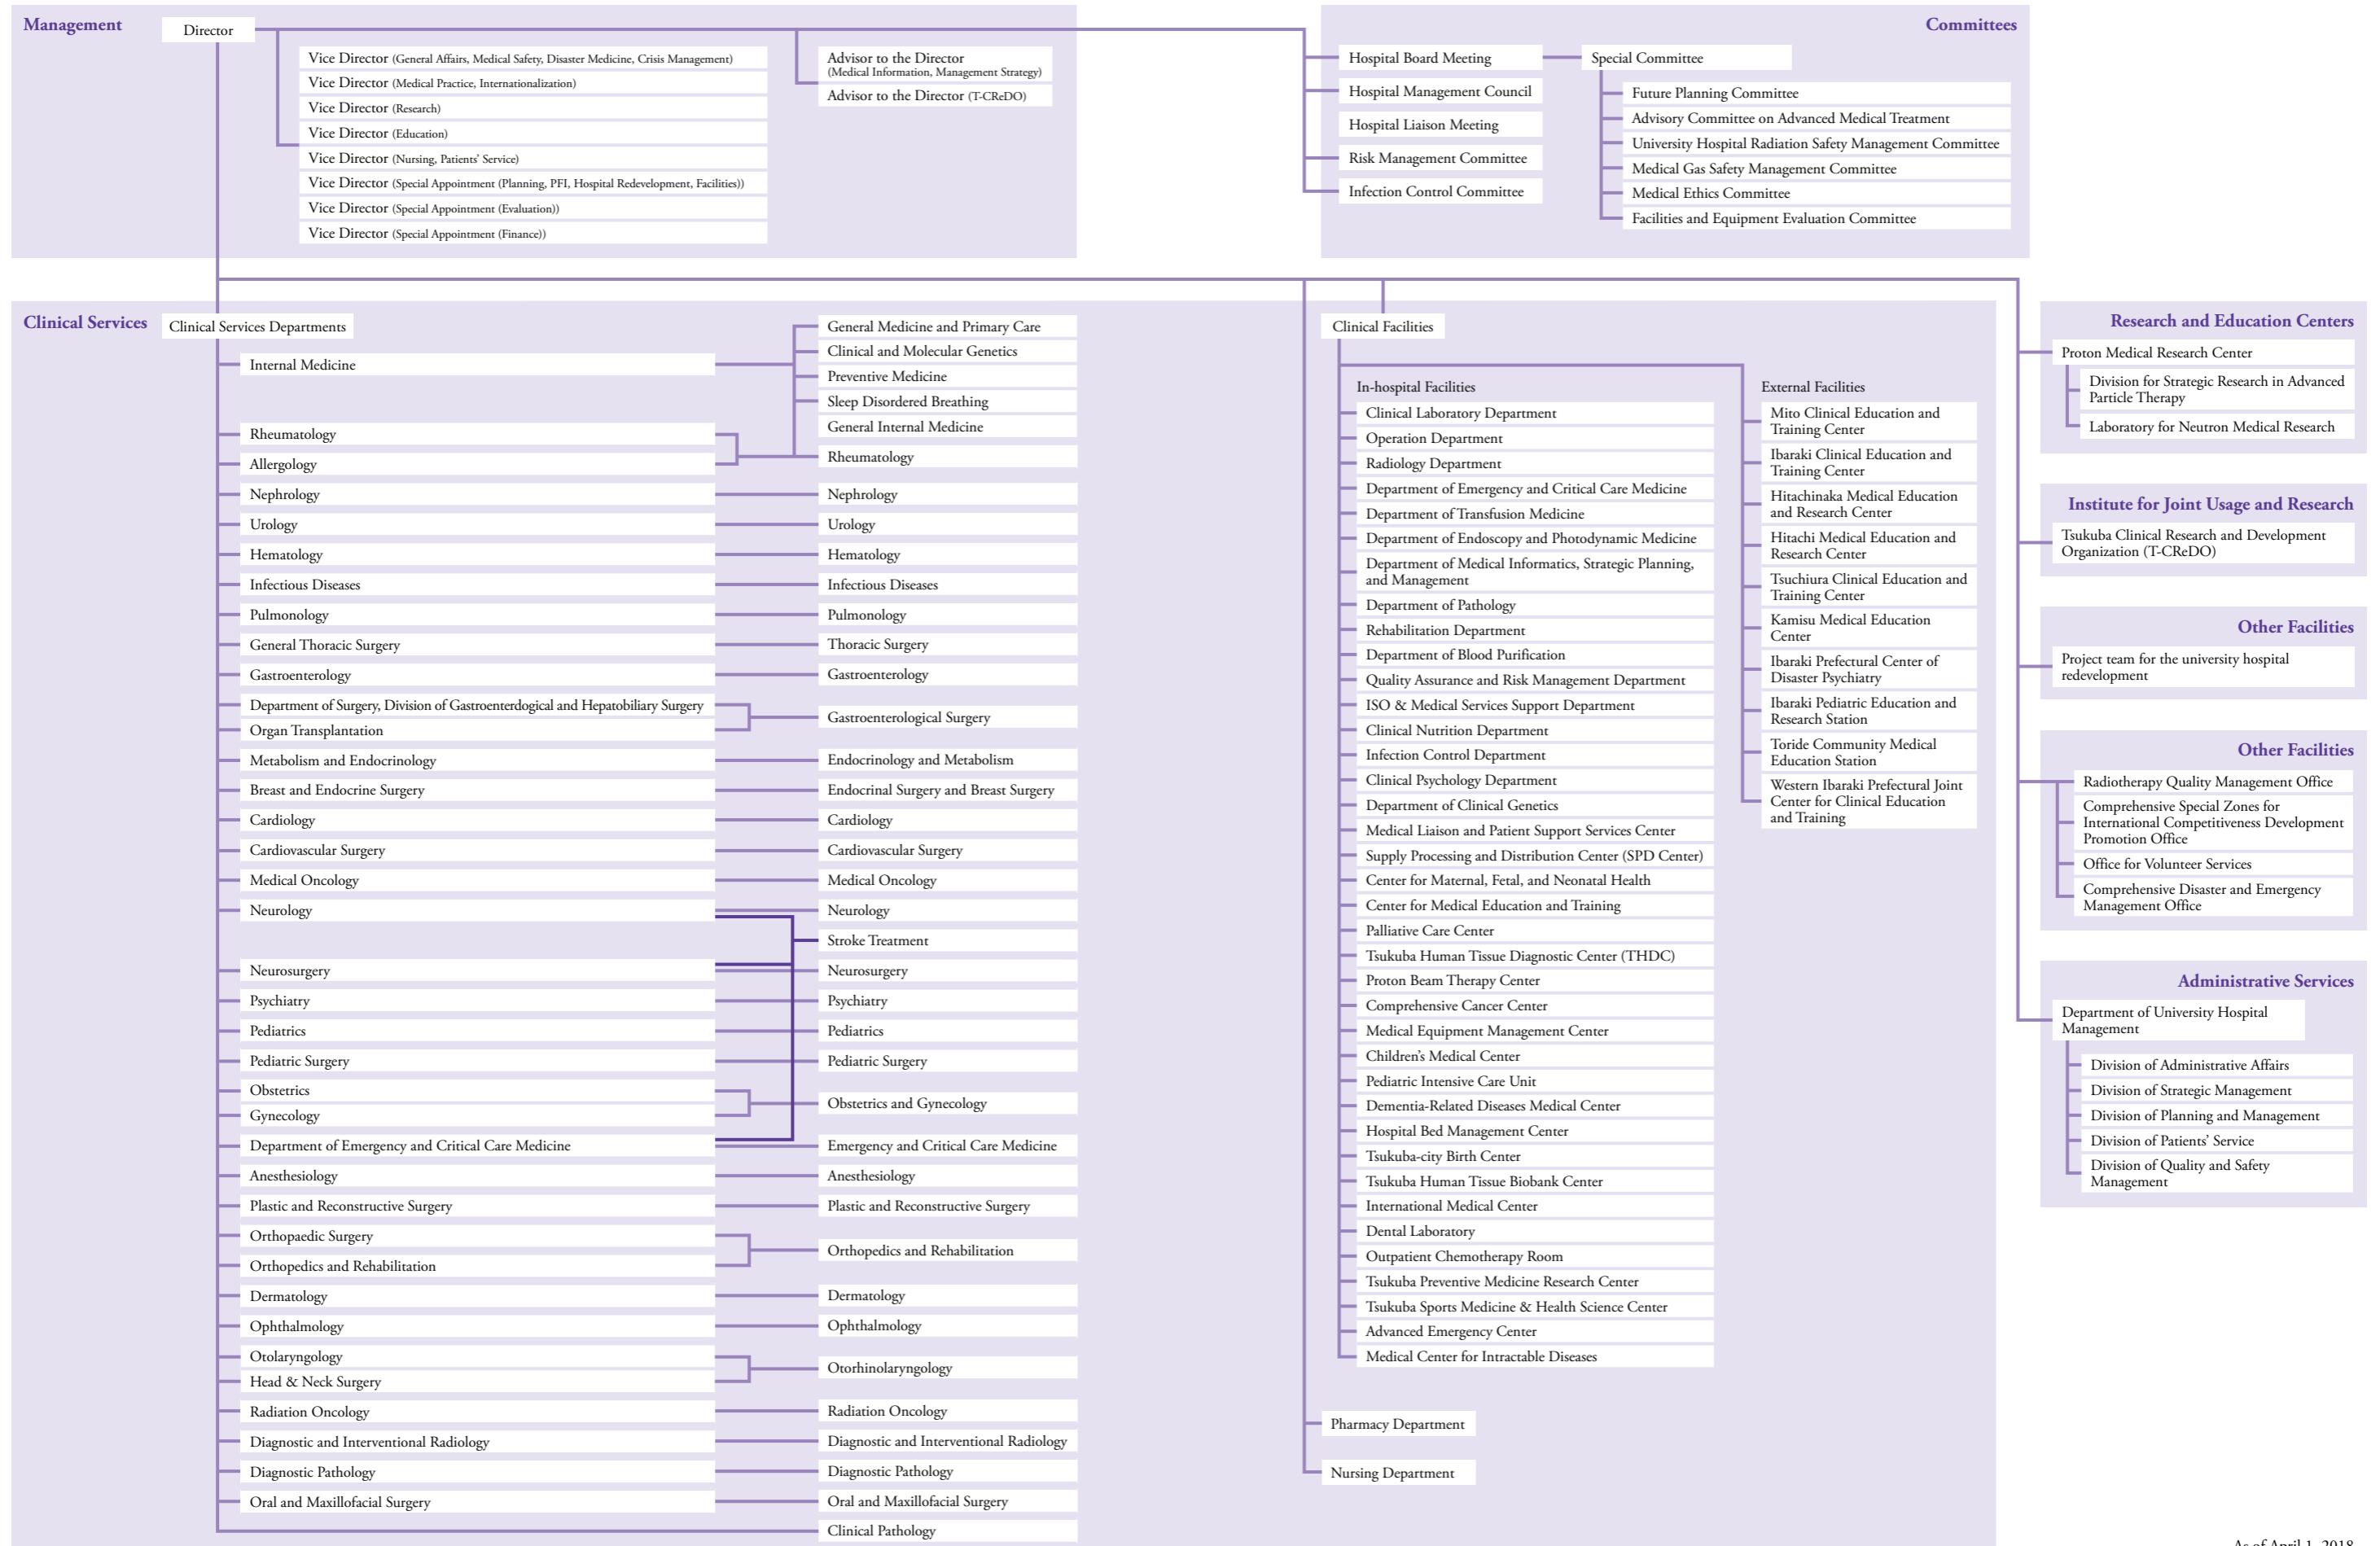 Management
Director
Vice Director (General Affairs, Medical Safety, Disaster Medicine, Crisis Management)
Vice Director (Medical Practice, Internationalization)
Vice Director (Research)
Vice Director (Education)
Vice Director (Nursing, Patients' Service)
Vice Director (Special Appointment (Planning, PFI, Hospital Redevelopment, Facilities))
Vice Director (Special Appointment (Evaluation))
Vice Director (Special Appointment (Finance))
Advisor to the Director
(Medical Information, Management Strategy)
Advisor to the Director (T-CReDO)
Committees
Hospital Board Meeting
Hospital Management Council
Hospital Liaison Meeting
Risk Management Committee
Infection Control Committee
Special Committee
Future Planning Committee
Advisory Committee on Advanced Medical Treatment
University Hospital Radiation Safety Management Committee
Medical Gas Safety Management Committee
Medical Ethics Committee
Facilities and Equipment Evaluation Committee
Clinical Services
Clinical Services Departments
Internal Medicine
Rheumatology
Allergology
Nephrology
Urology
Hematology
Infectious Diseases
Pulmonology
General Thoracic Surgery
Gastroenterology
Department of Surgery, Division of Gastroenterdogical and Hepatobiliary Surgery
Organ Transplantation
Metabolism and Endocrinology
Breast and Endocrine Surgery
Cardiology
Cardiovascular Surgery
Medical Oncology
Neurology
Neurosurgery
Psychiatry
Pediatrics
Pediatric Surgery
Obstetrics
Gynecology
Department of Emergency and Critical Care Medicine
Anesthesiology
Plastic and Reconstructive Surgery
Orthopaedic Surgery
Orthopedics and Rehabilitation
Dermatology
Ophthalmology
Otolaryngology
Head & Neck Surgery
Radiation Oncology
Diagnostic and Interventional Radiology
Diagnostic Pathology
Oral and Maxillofacial Surgery
General Medicine and Primary Care
Clinical and Molecular Genetics
Preventive Medicine
Sleep Disordered Breathing
General Internal Medicine
Rheumatology
Nephrology
Urology
Hematology
Infectious Diseases
Pulmonology
Thoracic Surgery
Gastroenterology
Gastroenterological Surgery
Endocrinology and Metabolism
Endocrinal Surgery and Breast Surgery
Cardiology
Cardiovascular Surgery
Medical Oncology
Neurology
Stroke Treatment
Neurosurgery
Psychiatry
Pediatrics
Pediatric Surgery
Obstetrics and Gynecology
Emergency and Critical Care Medicine
Anesthesiology
Plastic and Reconstructive Surgery
Orthopedics and Rehabilitation
Dermatology
Ophthalmology
Otorhinolaryngology
Radiation Oncology
Diagnostic and Interventional Radiology
Diagnostic Pathology
Oral and Maxillofacial Surgery
Clinical Pathology
Clinical Facilities
In-hospital Facilities
Clinical Laboratory Department
Operation Department
Radiology Department
Department of Emergency and Critical Care Medicine
Department of Transfusion Medicine
Department of Endoscopy and Photodynamic Medicine
Department of Medical Informatics, Strategic Planning,
and Management
Department of Pathology
Rehabilitation Department
Department of Blood Purification
Quality Assurance and Risk Management Department
ISO & Medical Services Support Department
Clinical Nutrition Department
Infection Control Department
Clinical Psychology Department
Department of Clinical Genetics
Medical Liaison and Patient Support Services Center
Supply Processing and Distribution Center (SPD Center)
Center for Maternal, Fetal, and Neonatal Health
Center for Medical Education and Training
Palliative Care Center
Tsukuba Human Tissue Diagnostic Center (THDC)
Proton Beam Therapy Center
Comprehensive Cancer Center
Medical Equipment Management Center
Children's Medical Center
Pediatric Intensive Care Unit
Dementia-Related Diseases Medical Center
Hospital Bed Management Center
Tsukuba-city Birth Center
Tsukuba Human Tissue Biobank Center
International Medical Center
Dental Laboratory
Outpatient Chemotherapy Room
Tsukuba Preventive Medicine Research Center
Tsukuba Sports Medicine & Health Science Center
Advanced Emergency Center
Medical Center for Intractable Diseases
Pharmacy Department
Nursing Department
External Facilities
Mito Clinical Education and
Training Center
Ibaraki Clinical Education and
Training Center
Hitachinaka Medical Education
and Research Center
Hitachi Medical Education and
Research Center
Tsuchiura Clinical Education and
Training Center
Kamisu Medical Education
Center
Ibaraki Prefectural Center of
Disaster Psychiatry
Ibaraki Pediatric Education and
Research Station
Toride Community Medical
Education Station
Western Ibaraki Prefectural Joint
Center for Clinical Education
and Training
Research and Education Centers
Proton Medical Research Center
Division for Strategic Research in Advanced
Particle Therapy
Laboratory for Neutron Medical Research
Institute for Joint Usage and Research
Tsukuba Clinical Research and Development
Organization (T-CReDO)
Other Facilities
Project team for the university hospital
redevelopment
Other Facilities
Radiotherapy Quality Management Office
Comprehensive Special Zones for
International Competitiveness Development
Promotion Office
Office for Volunteer Services
Comprehensive Disaster and Emergency
Management Office
Administrative Services
Department of University Hospital
Management
Division of Administrative Affairs
Division of Strategic Management
Division of Planning and Management
Division of Patients' Service
Division of Quality and Safety
Management
As of April 1, 2018